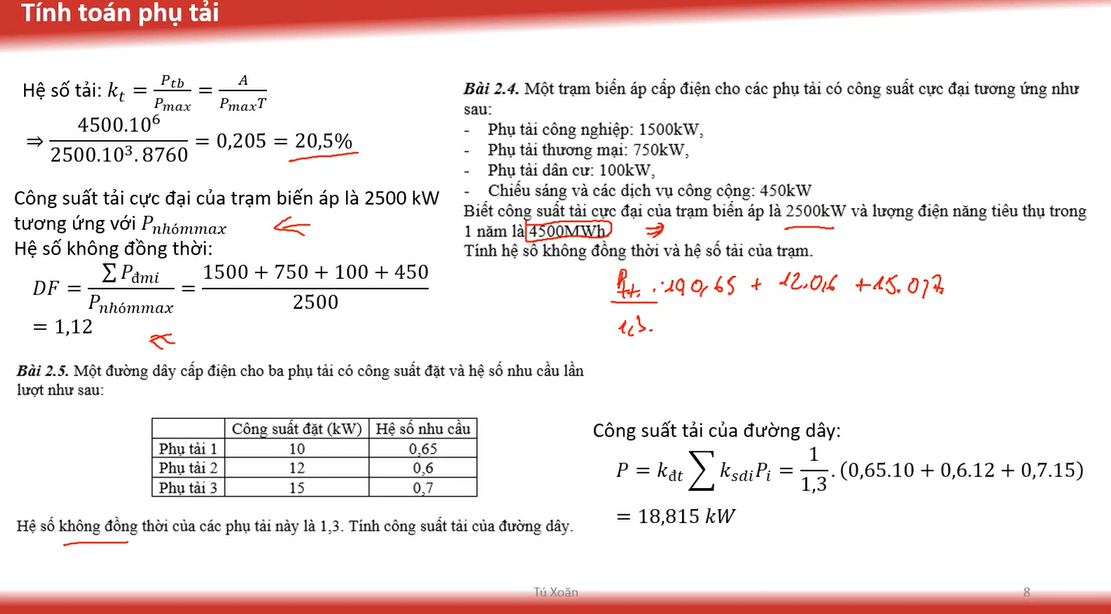 Tính toán phụ tải
Hệ số tải: k_t = P_tb / P_max = A / (P_max T)
⇒ 4500.10^6 / (2500.10^3.8760) = 0,205 = 20,5%
Công suất tải cực đại của trạm biến áp là 2500 kW
tương ứng với P_nhómmax
Hệ số không đồng thời:
DF = ∑ P_đmi / P_nhómmax = (1500 + 750 + 100 + 450) / 2500
= 1,12
Bài 2.4. Một trạm biến áp cấp điện cho các phụ tải có công suất cực đại tương ứng như
sau:
- Phụ tải công nghiệp: 1500kW,
- Phụ tải thương mại: 750kW,
- Phụ tải dân cư: 100kW,
- Chiếu sáng và các dịch vụ công cộng: 450kW
Biết công suất tải cực đại của trạm biến áp là 2500kW và lượng điện năng tiêu thụ trong
1 năm là 4500MWh
Tính hệ số không đồng thời và hệ số tải của trạm.
+ 12.0,6 + 15.0,7
1,3.
Bài 2.5. Một đường dây cấp điện cho ba phụ tải có công suất đặt và hệ số nhu cầu lần
lượt như sau:
Công suất đặt (kW) Hệ số nhu cầu
Phụ tải 1 10 0,65
Phụ tải 2 12 0,6
Phụ tải 3 15 0,7
Hệ số không đồng thời của các phụ tải này là 1,3. Tính công suất tải của đường dây.
Công suất tải của đường dây:
P = k_đt ∑ k_sdi P_i = 1/1,3 . (0,65.10 + 0,6.12 + 0,7.15)
= 18,815 kW
Tú Xoăn
8